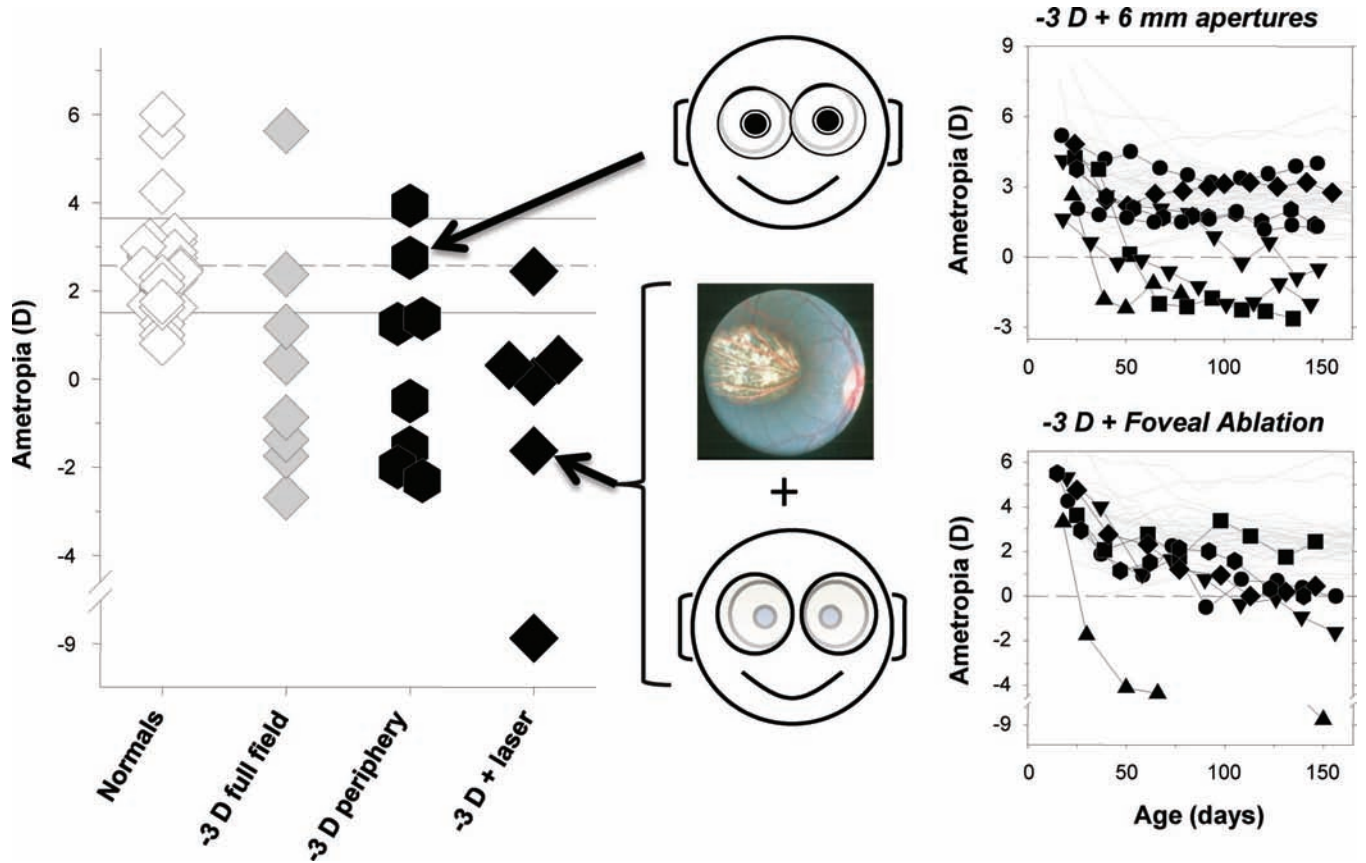 Ametropia (D)
6
4
2
0
-2
-4
-9
Normals
-3 D full field
-3 D periphery
-3 D + laser
+
-3 D + 6 mm apertures
Ametropia (D)
9
6
3
0
-3
0
50
100
150
-3 D + Foveal Ablation
Ametropia (D)
6
4
2
0
-2
-4
-9
0
50
100
150
Age (days)